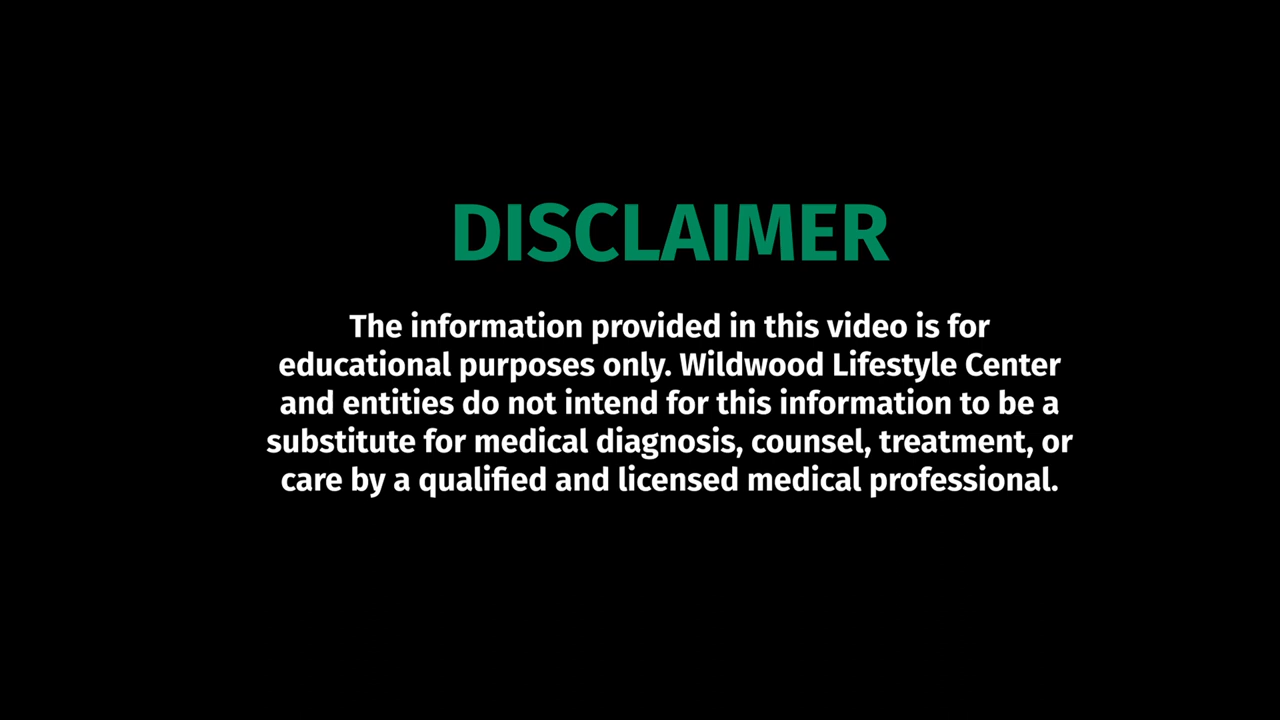 DISCLAIMER
The information provided in this video is for
educational purposes only. Wildwood Lifestyle Center
and entities do not intend for this information to be a
substitute for medical diagnosis, counsel, treatment, or
care by a qualified and licensed medical professional.